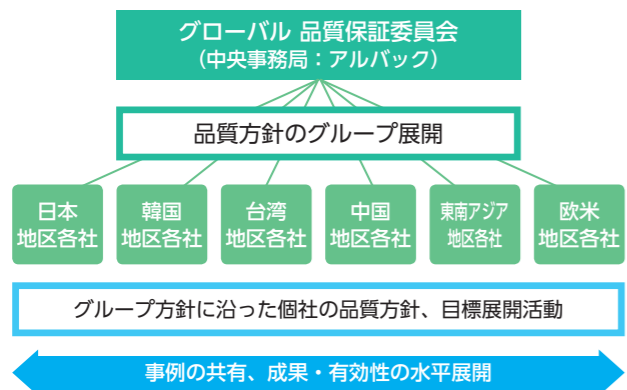 グローバル 品質保証委員会
（中央事務局：アルバック）
品質方針のグループ展開
日本
地区各社
韓国
地区各社
台湾
地区各社
中国
地区各社
東南アジア
地区各社
欧米
地区各社
グループ方針に沿った個社の品質方針、目標展開活動
事例の共有、成果・有効性の水平展開